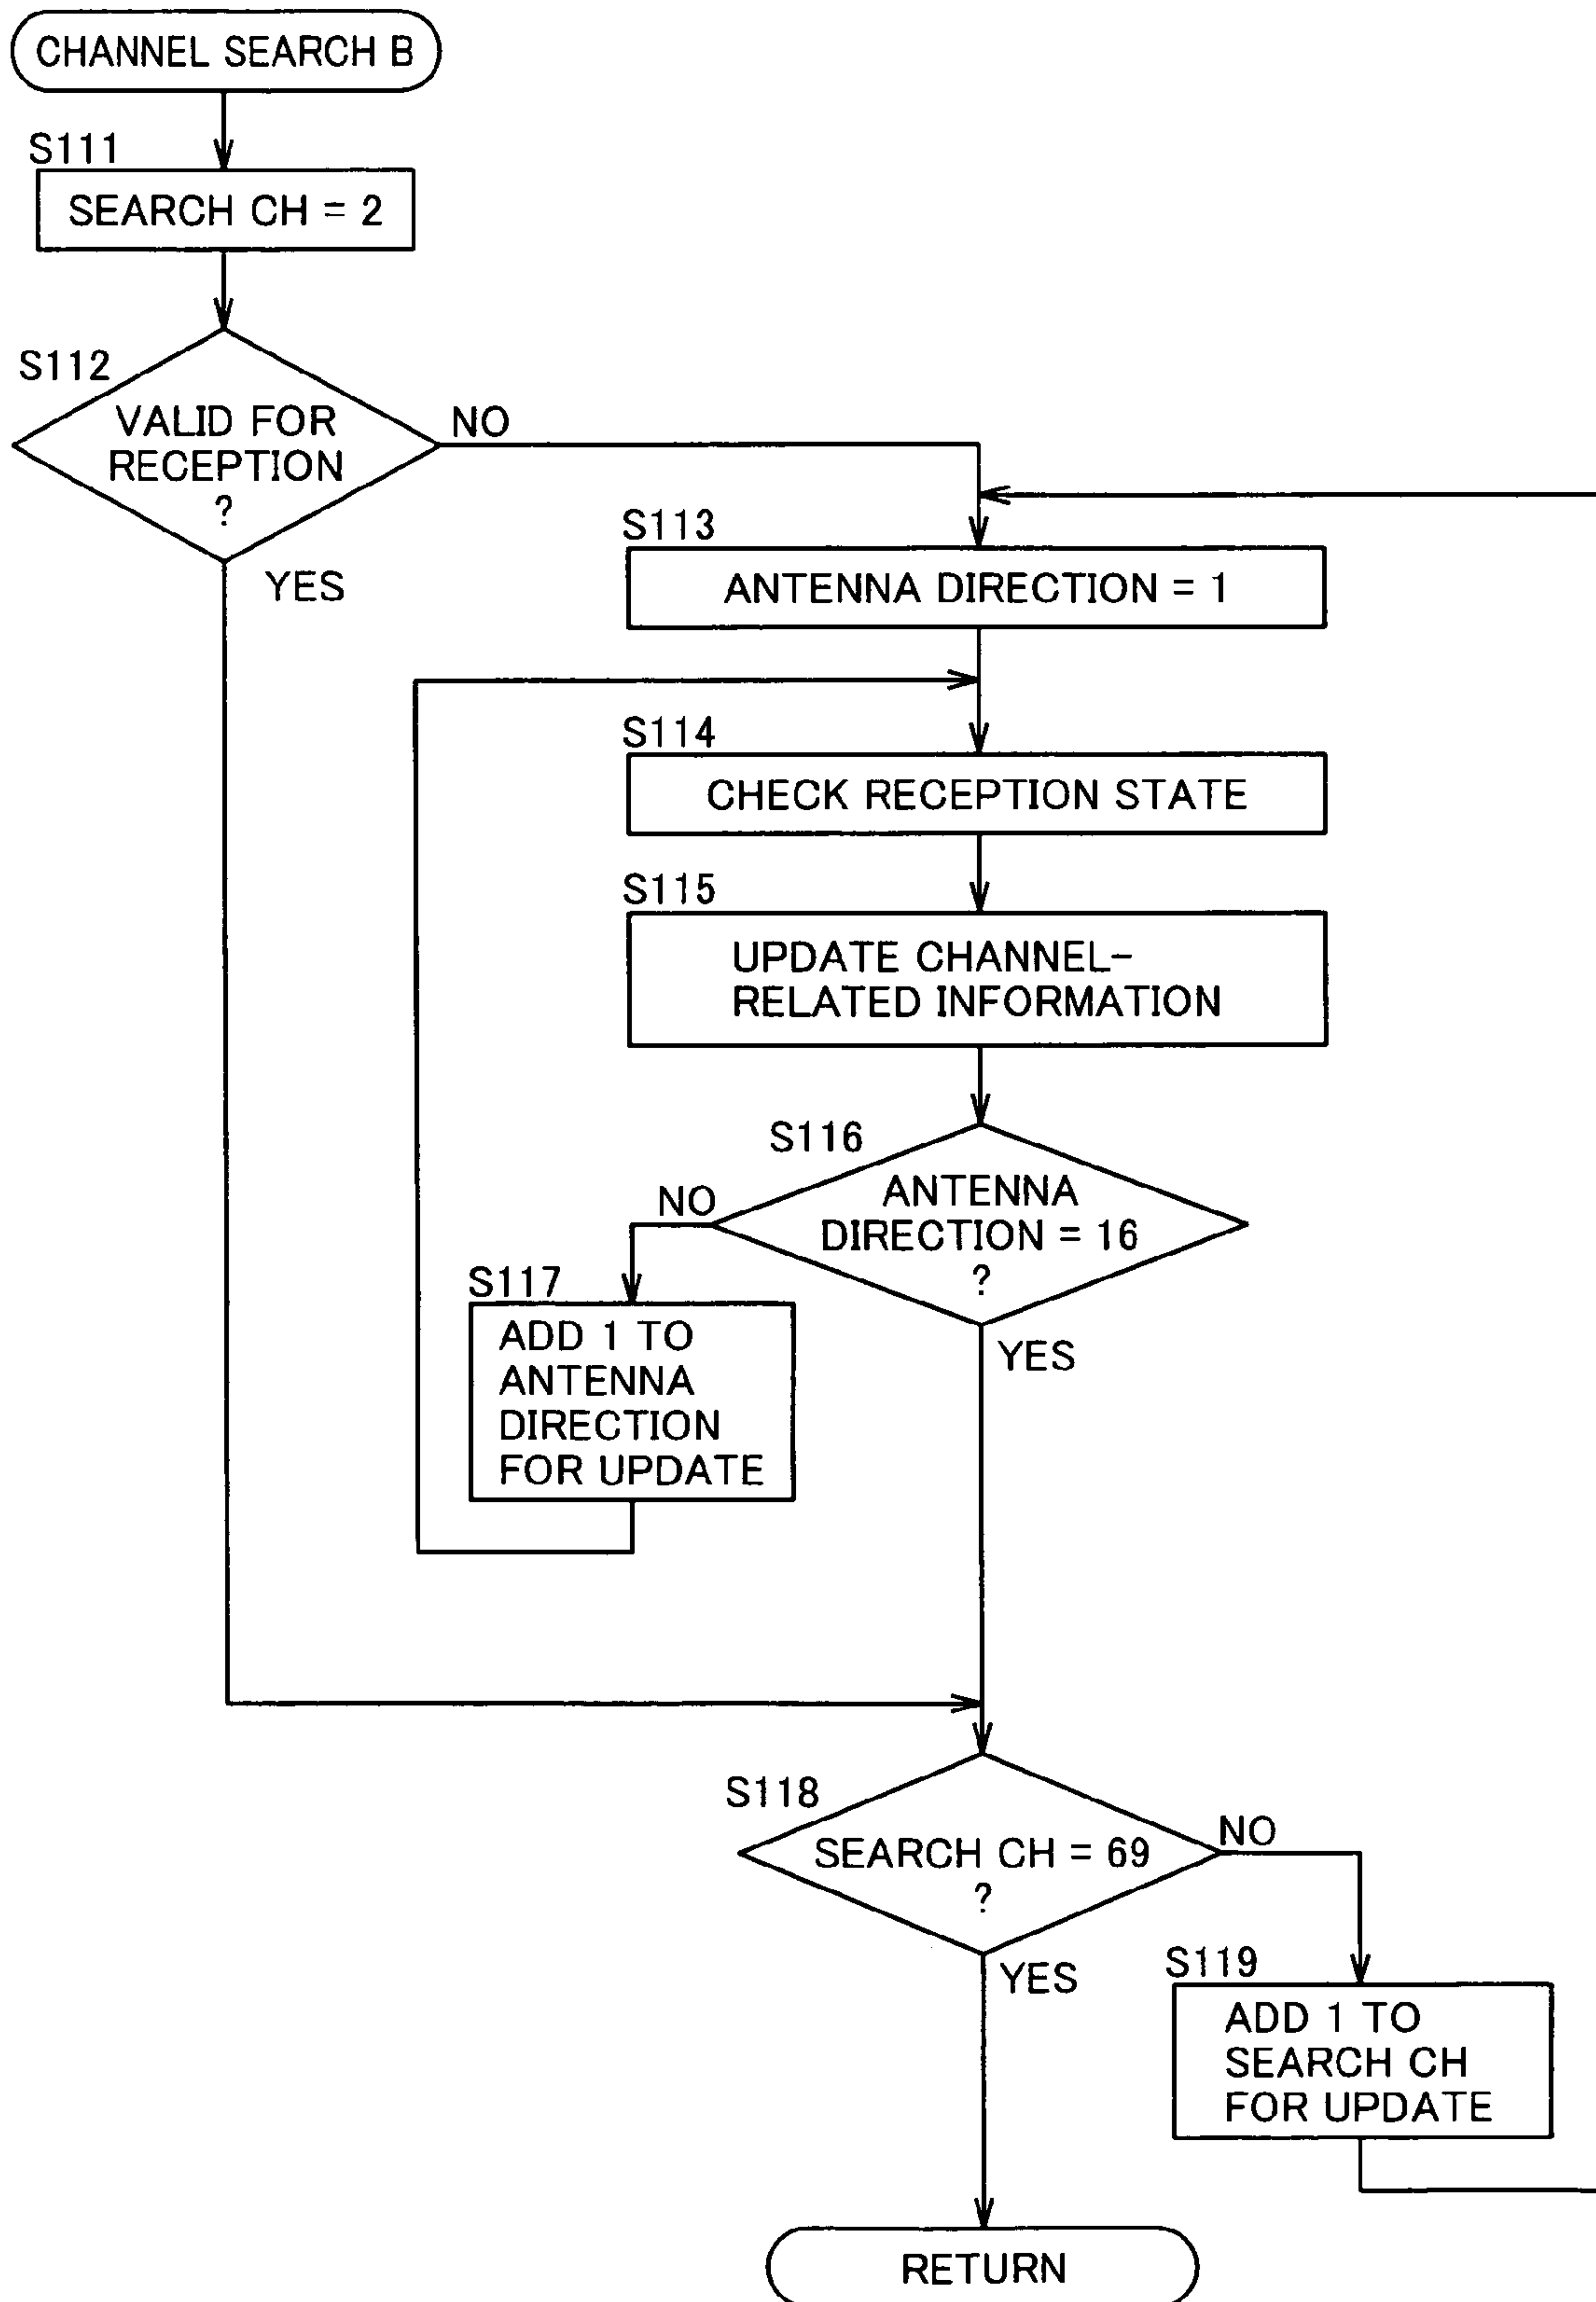 CHANNEL SEARCH B
S111
SEARCH CH = 2
S112
VALID FOR
RECEPTION
?
NO
YES
S113
ANTENNA DIRECTION = 1
S114
CHECK RECEPTION STATE
S115
UPDATE CHANNEL-
RELATED INFORMATION
S116
ANTENNA
DIRECTION = 16
?
NO
YES
S117
ADD 1 TO
ANTENNA
DIRECTION
FOR UPDATE
S118
SEARCH CH = 69
?
NO
YES
S119
ADD 1 TO
SEARCH CH
FOR UPDATE
RETURN